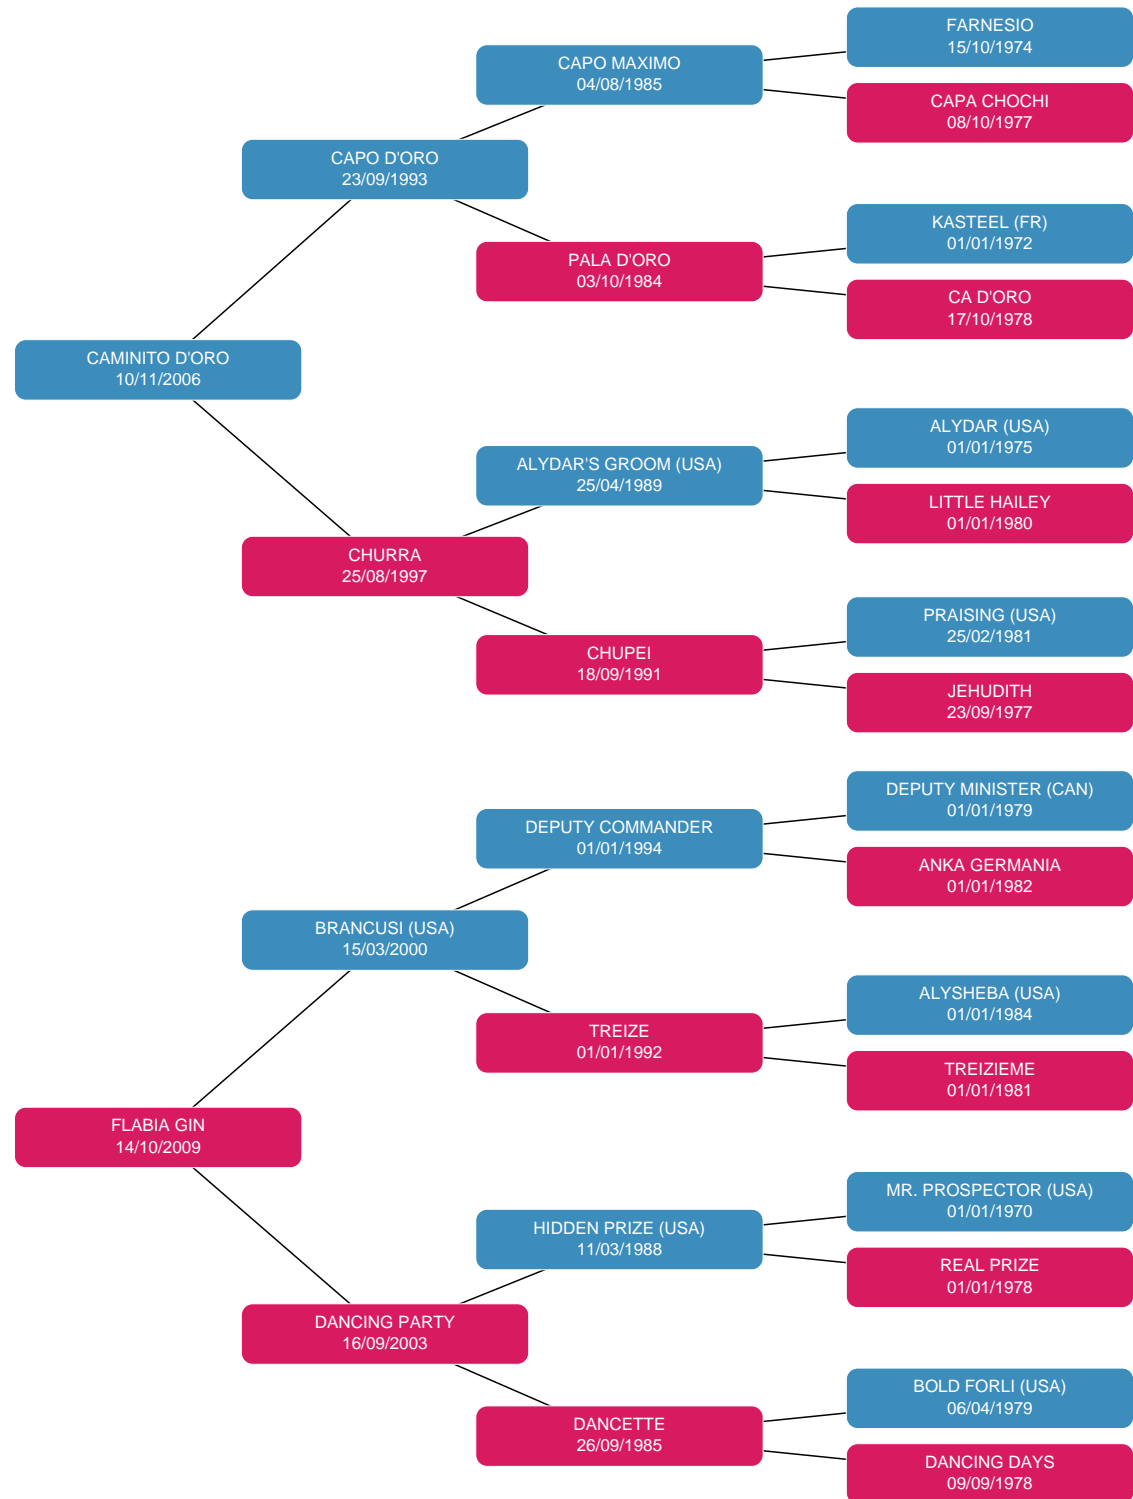 FARNESIO
15/10/1974
CAPO MAXIMO
04/08/1985
CAPA CHOCHI
08/10/1977
CAPO D'ORO
23/09/1993
KASTEEL (FR)
01/01/1972
PALA D'ORO
03/10/1984
CA D'ORO
17/10/1978
CAMINITO D'ORO
10/11/2006
ALYDAR (USA)
01/01/1975
ALYDAR'S GROOM (USA)
25/04/1989
LITTLE HAILEY
01/01/1980
CHURRA
25/08/1997
PRAISING (USA)
25/02/1981
CHUPEI
18/09/1991
JEHUDITH
23/09/1977
DEPUTY MINISTER (CAN)
01/01/1979
DEPUTY COMMANDER
01/01/1994
ANKA GERMANIA
01/01/1982
BRANCUSI (USA)
15/03/2000
ALYSHEBA (USA)
01/01/1984
TREIZE
01/01/1992
TREIZIEME
01/01/1981
FLABIA GIN
14/10/2009
MR. PROSPECTOR (USA)
01/01/1970
HIDDEN PRIZE (USA)
11/03/1988
REAL PRIZE
01/01/1978
DANCING PARTY
16/09/2003
BOLD FORLI (USA)
06/04/1979
DANCETTE
26/09/1985
DANCING DAYS
09/09/1978